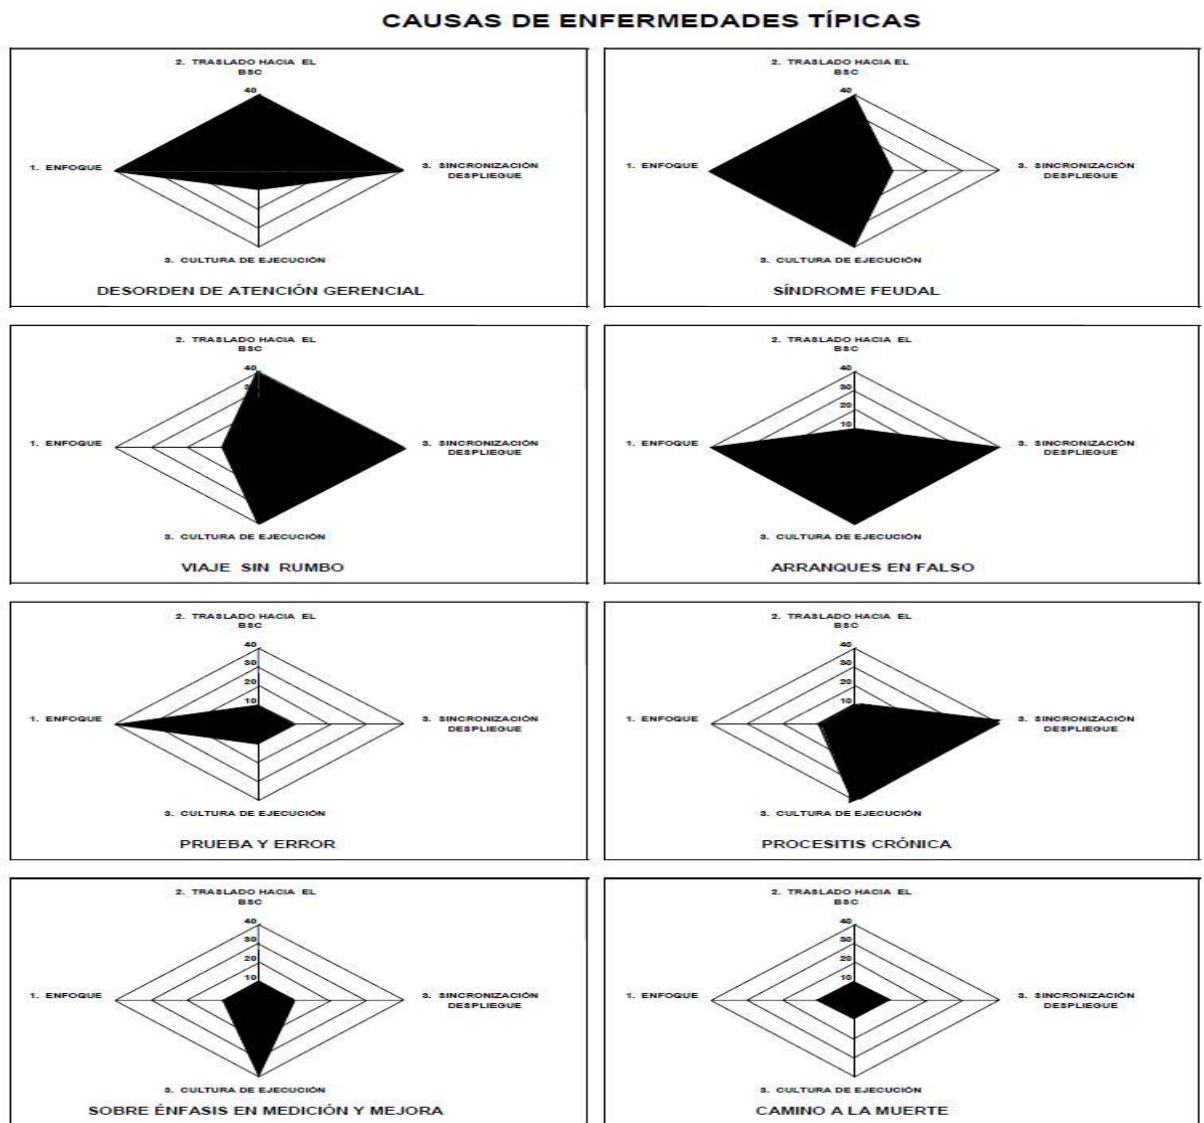 CAUSAS DE ENFERMEDADES TÍPICAS
2. TRASLADO HACIA EL
BSC
40
1. ENFOQUE
3. SINCRONIZACIÓN
DESPLIEGUE
3. CULTURA DE EJECUCIÓN
DESORDEN DE ATENCIÓN GERENCIAL
2. TRASLADO HACIA EL
BSC
40
1. ENFOQUE
3. SINCRONIZACIÓN
DESPLIEGUE
3. CULTURA DE EJECUCIÓN
SÍNDROME FEUDAL
2. TRASLADO HACIA EL
BSC
40
1. ENFOQUE
3. SINCRONIZACIÓN
DESPLIEGUE
3. CULTURA DE EJECUCIÓN
VIAJE SIN RUMBO
2. TRASLADO HACIA EL
BSC
40
30
20
10
1. ENFOQUE
3. SINCRONIZACIÓN
DESPLIEGUE
3. CULTURA DE EJECUCIÓN
ARRANQUES EN FALSO
2. TRASLADO HACIA EL
BSC
40
30
20
10
1. ENFOQUE
3. SINCRONIZACIÓN
DESPLIEGUE
3. CULTURA DE EJECUCIÓN
PRUEBA Y ERROR
2. TRASLADO HACIA EL
BSC
40
30
20
10
1. ENFOQUE
3. SINCRONIZACIÓN
DESPLIEGUE
3. CULTURA DE EJECUCIÓN
PROCESITIS CRÓNICA
2. TRASLADO HACIA EL
BSC
40
30
20
10
1. ENFOQUE
3. SINCRONIZACIÓN
DESPLIEGUE
3. CULTURA DE EJECUCIÓN
SOBRE ÉNFASIS EN MEDICIÓN Y MEJORA
2. TRASLADO HACIA EL
BSC
40
30
20
10
1. ENFOQUE
3. SINCRONIZACIÓN
DESPLIEGUE
3. CULTURA DE EJECUCIÓN
CAMINO A LA MUERTE